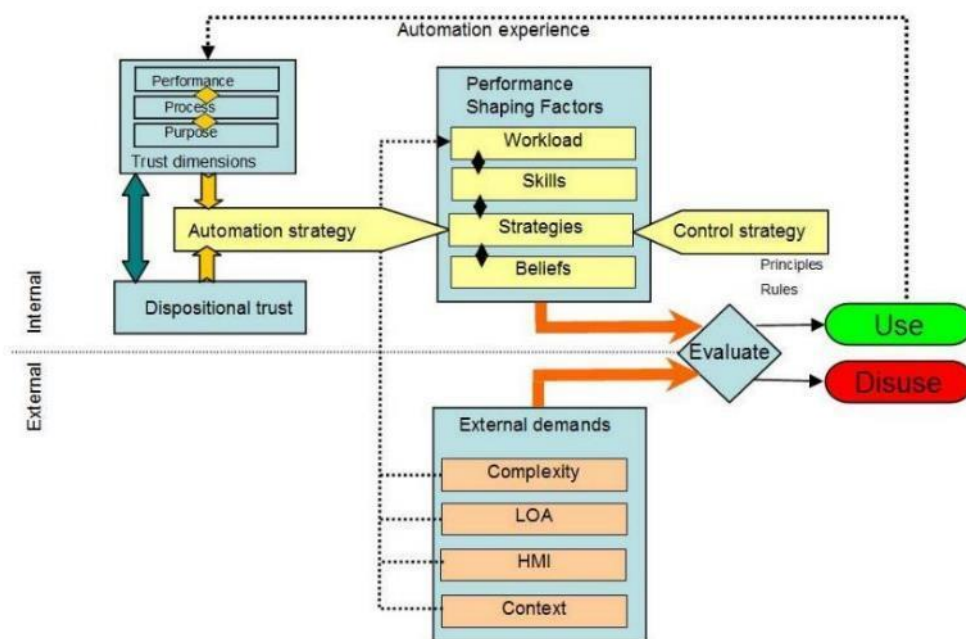 Automation experience
Performance
Process
Purpose
Trust dimensions
Performance
Shaping Factors
Workload
Skills
Strategies
Beliefs
Automation strategy
Control strategy
Principles
Rules
Dispositional trust
Internal
External
Evaluate
Use
Disuse
External demands
Complexity
LOA
HMI
Context